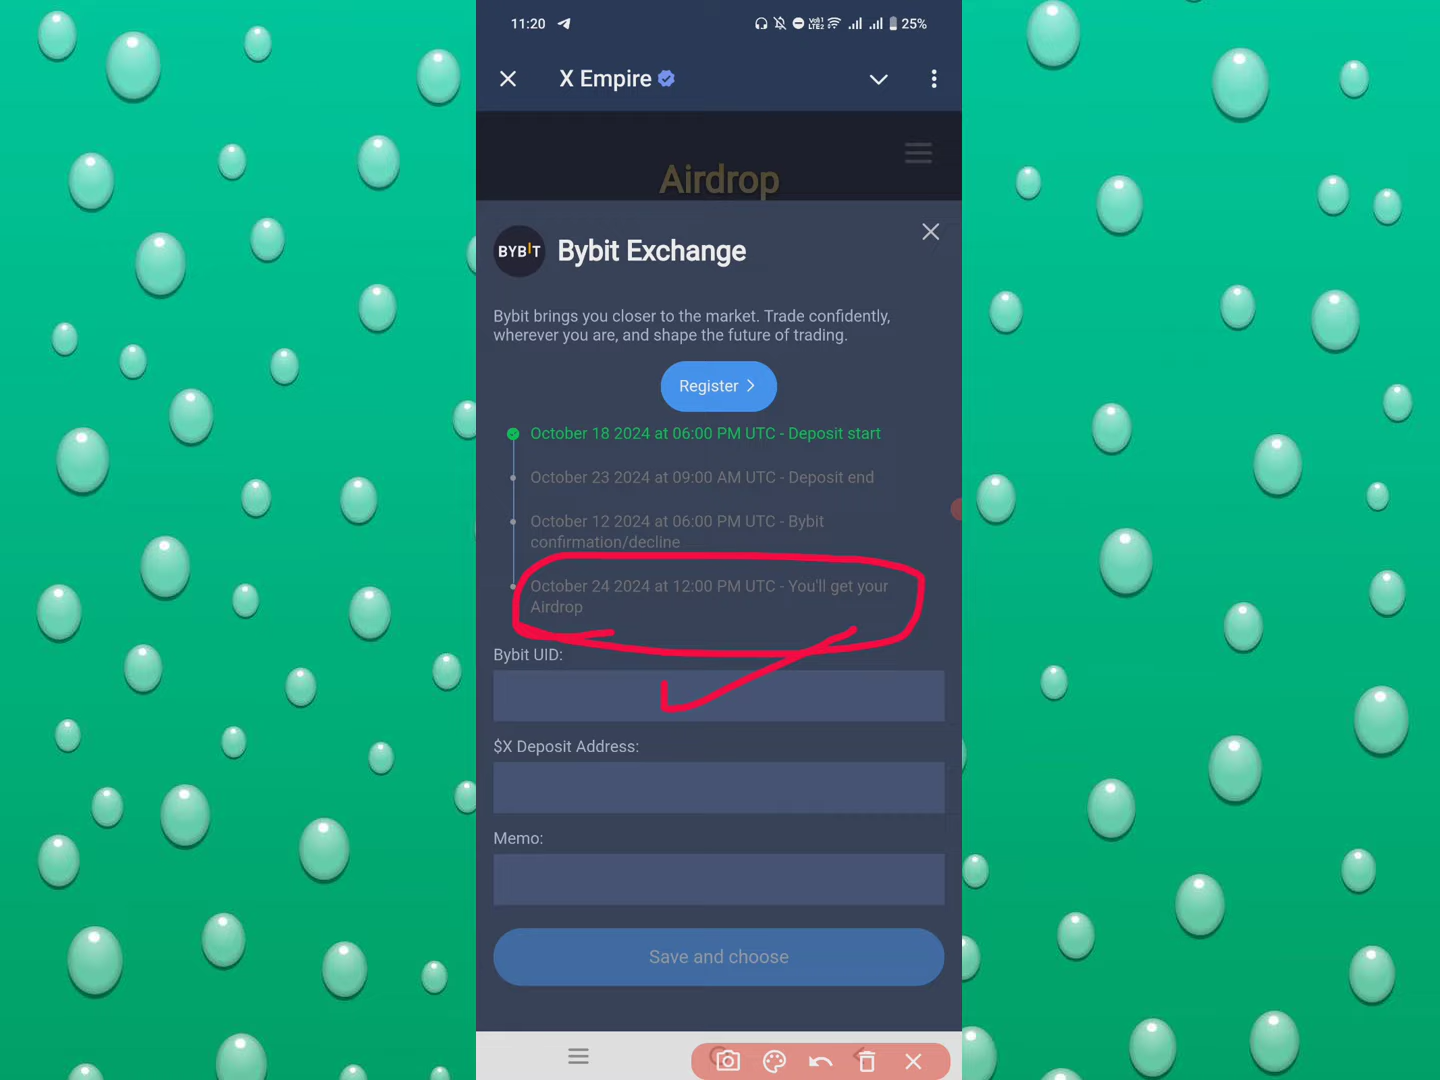 11:20
Vo1 LTE2 25%
X Empire
Airdrop
BYBIT Bybit Exchange
Bybit brings you closer to the market. Trade confidently,
wherever you are, and shape the future of trading.
Register
October 18 2024 at 06:00 PM UTC - Deposit start
October 23 2024 at 09:00 AM UTC - Deposit end
October 12 2024 at 06:00 PM UTC - Bybit
confirmation/decline
October 24 2024 at 12:00 PM UTC - You'll get your
Airdrop
Bybit UID:
$X Deposit Address:
Memo:
Save and choose